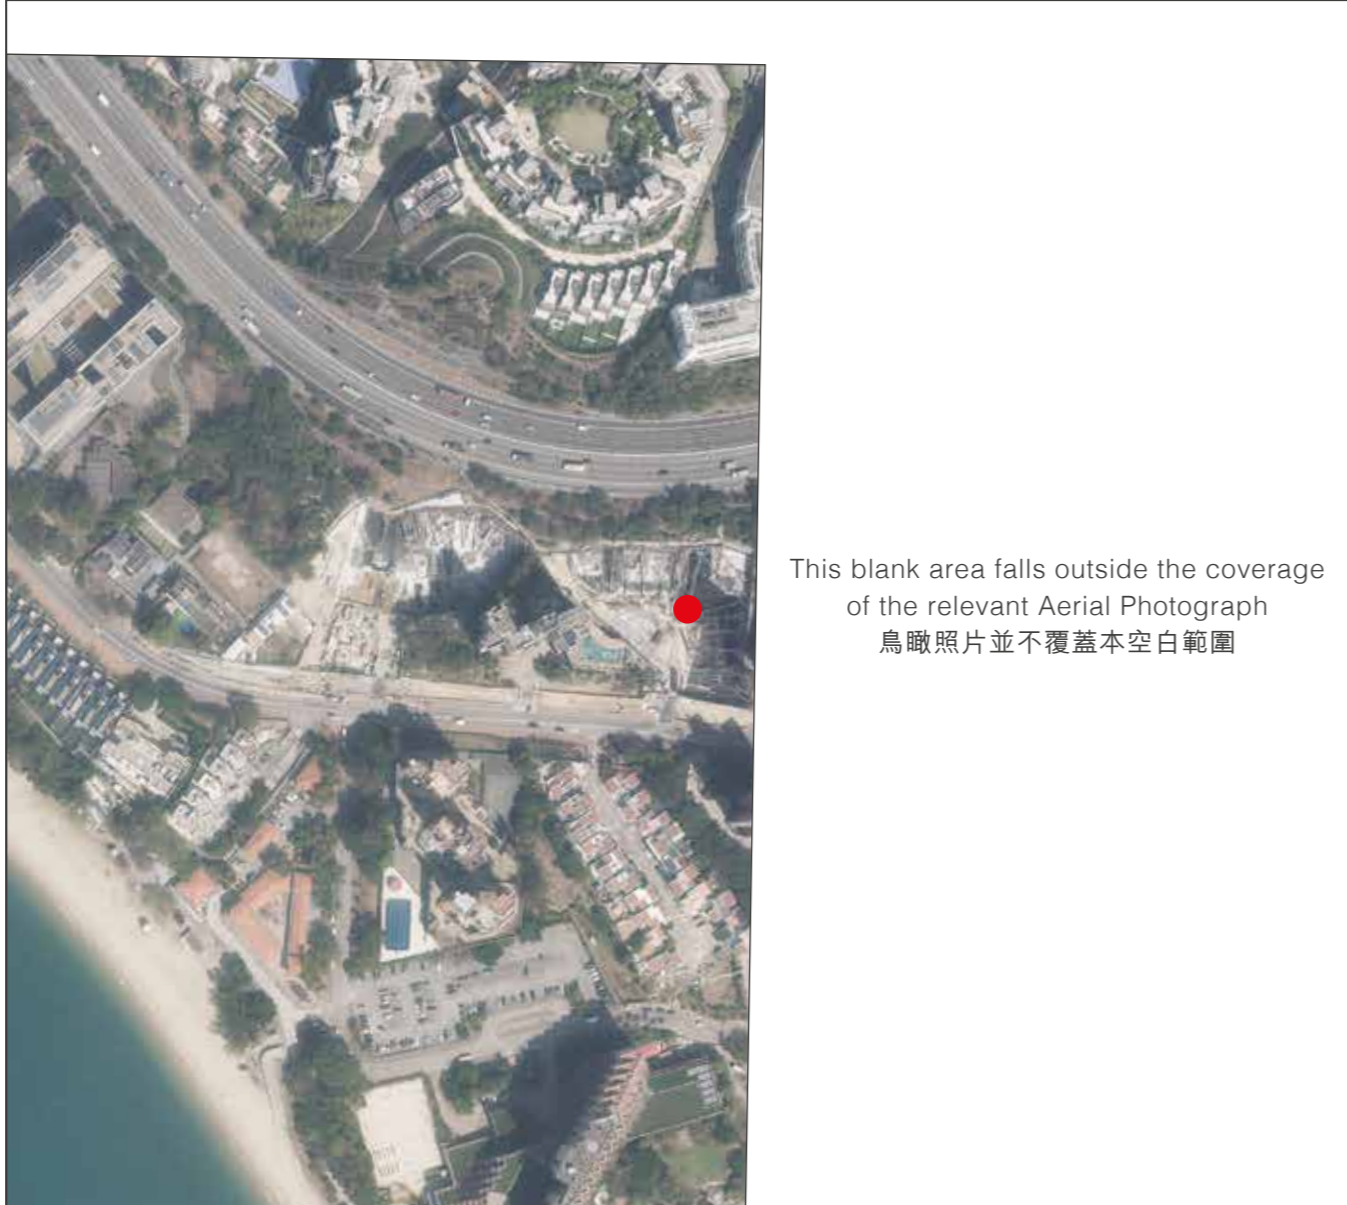 This blank area falls outside the coverage
of the relevant Aerial Photograph
鳥瞰照片並不覆蓋本空白範圍